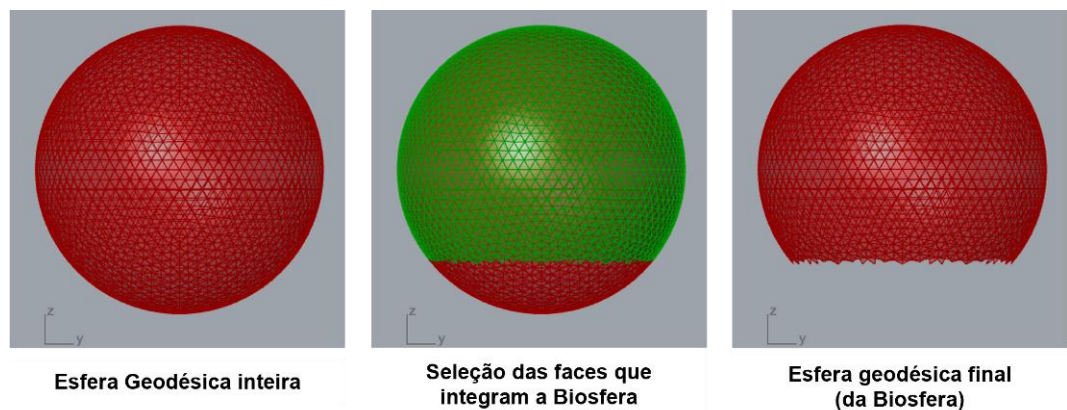 z
y
z
y
z
y
Esfera Geodésica inteira
Seleção das faces que
integram a Biosfera
Esfera geodésica final
(da Biosfera)